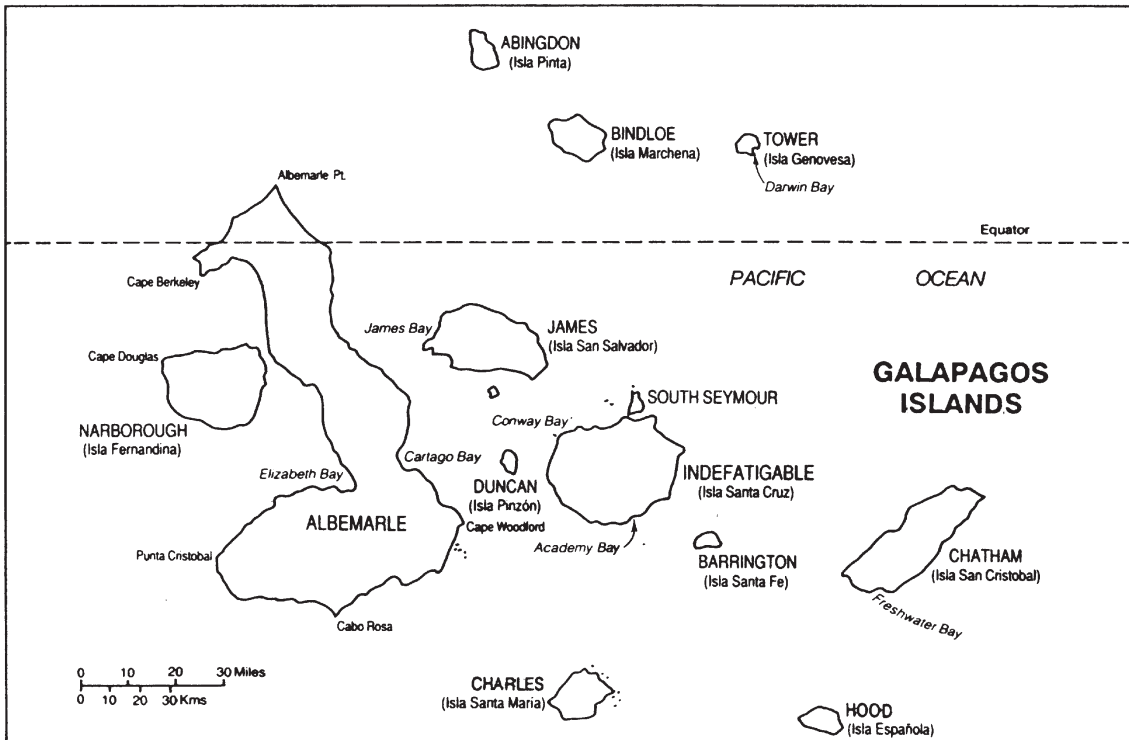 ABINGDON
(Isla Pinta)
BINDLOE
(Isla Marchena)
TOWER
(Isla Genovesa)
Darwin Bay
Albemarle Pt.
Equator
Cape Berkeley
PACIFIC OCEAN
James Bay
JAMES
(Isla San Salvador)
Cape Douglas
GALAPAGOS
ISLANDS
NARBOROUGH
(Isla Fernandina)
SOUTH SEYMOUR
Conway Bay
Cartago Bay
Elizabeth Bay
DUNCAN
(Isla Pinzón)
INDEFATIGABLE
(Isla Santa Cruz)
ALBEMARLE
Cape Woodford
Academy Bay
Punta Cristobal
BARRINGTON
(Isla Santa Fe)
CHATHAM
(Isla San Cristobal)
Freshwater Bay
Cabo Rosa
0 10 20 30 Miles
0 10 20 30 Kms
CHARLES
(Isla Santa Maria)
HOOD
(Isla Española)